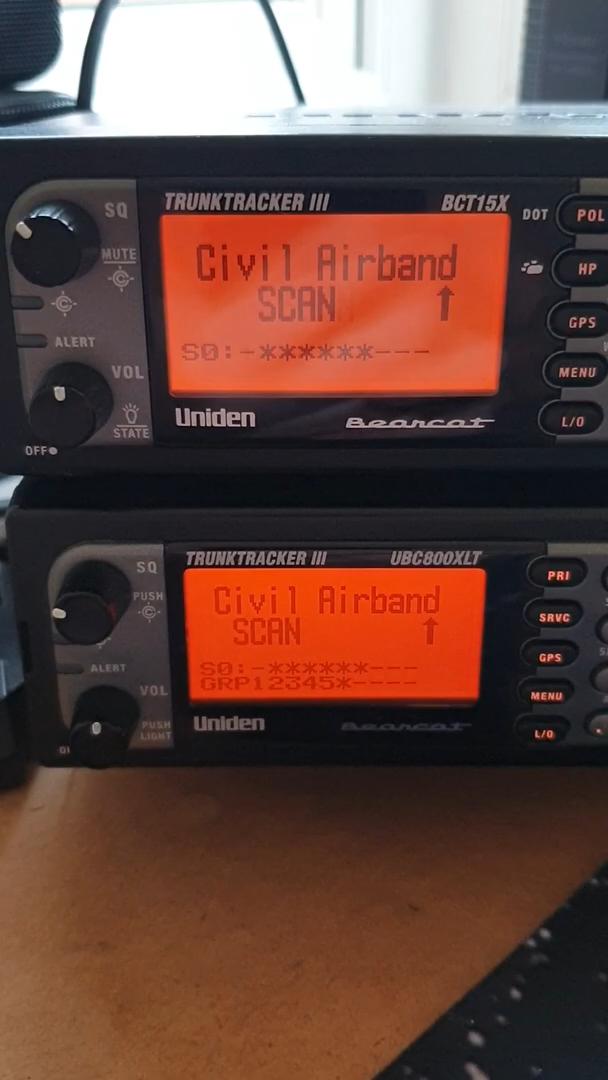 TRUNKTRACKER III BCT15X
SQ
MUTE
ALERT
VOL
STATE
OFF
Civil Airband
SCAN ↑
S0:-******---
Uniden Bearcat
DOT POL
HP
GPS
MENU
L/O
TRUNKTRACKER III UBC800XLT
SQ
PUSH
ALERT
VOL
PUSH
LIGHT
Civil Airband
SCAN ↑
S0:-******---
GRP12345*----
Uniden Bearcat
PRI
SRVC
GPS
MENU
L/O